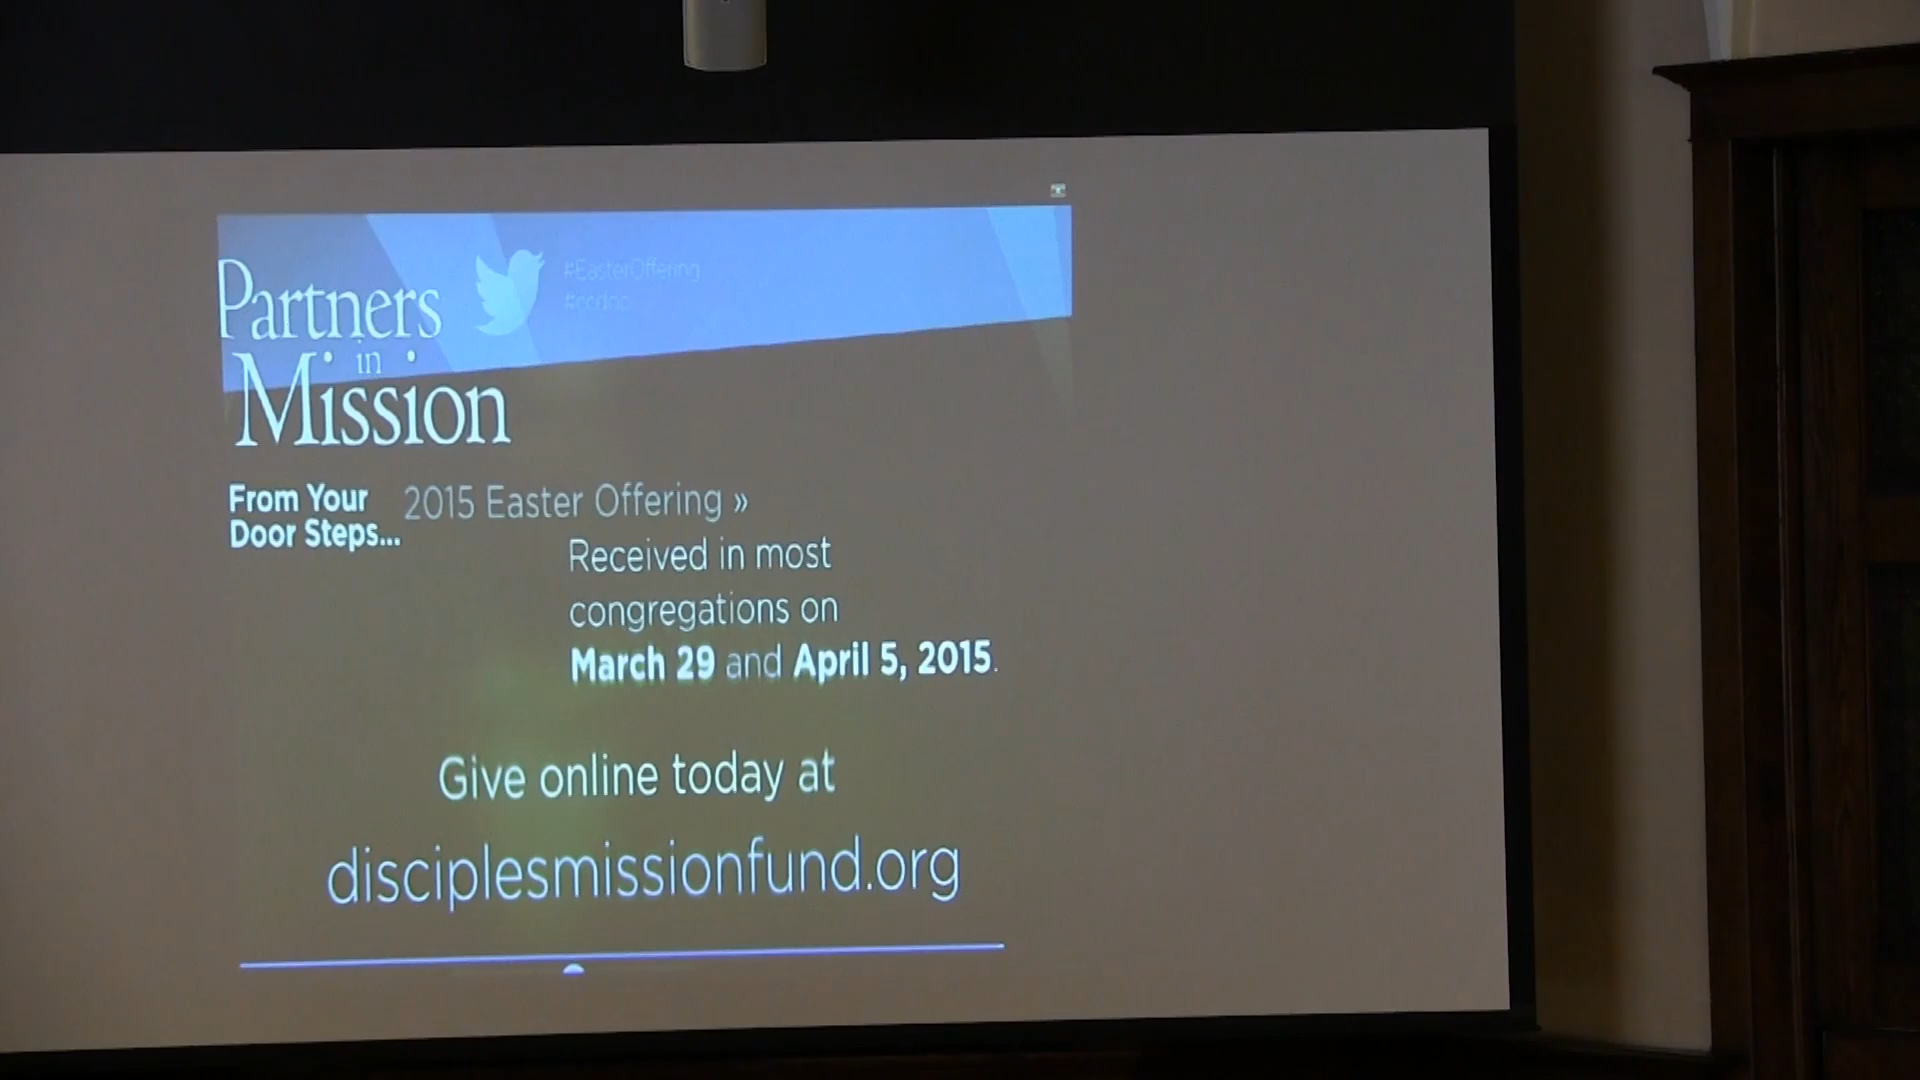 Partners
in
Mission
#EasterOffering
From Your
Door Steps...
2015 Easter Offering »
Received in most
congregations on
March 29 and April 5, 2015.
Give online today at
disciplesmissionfund.org